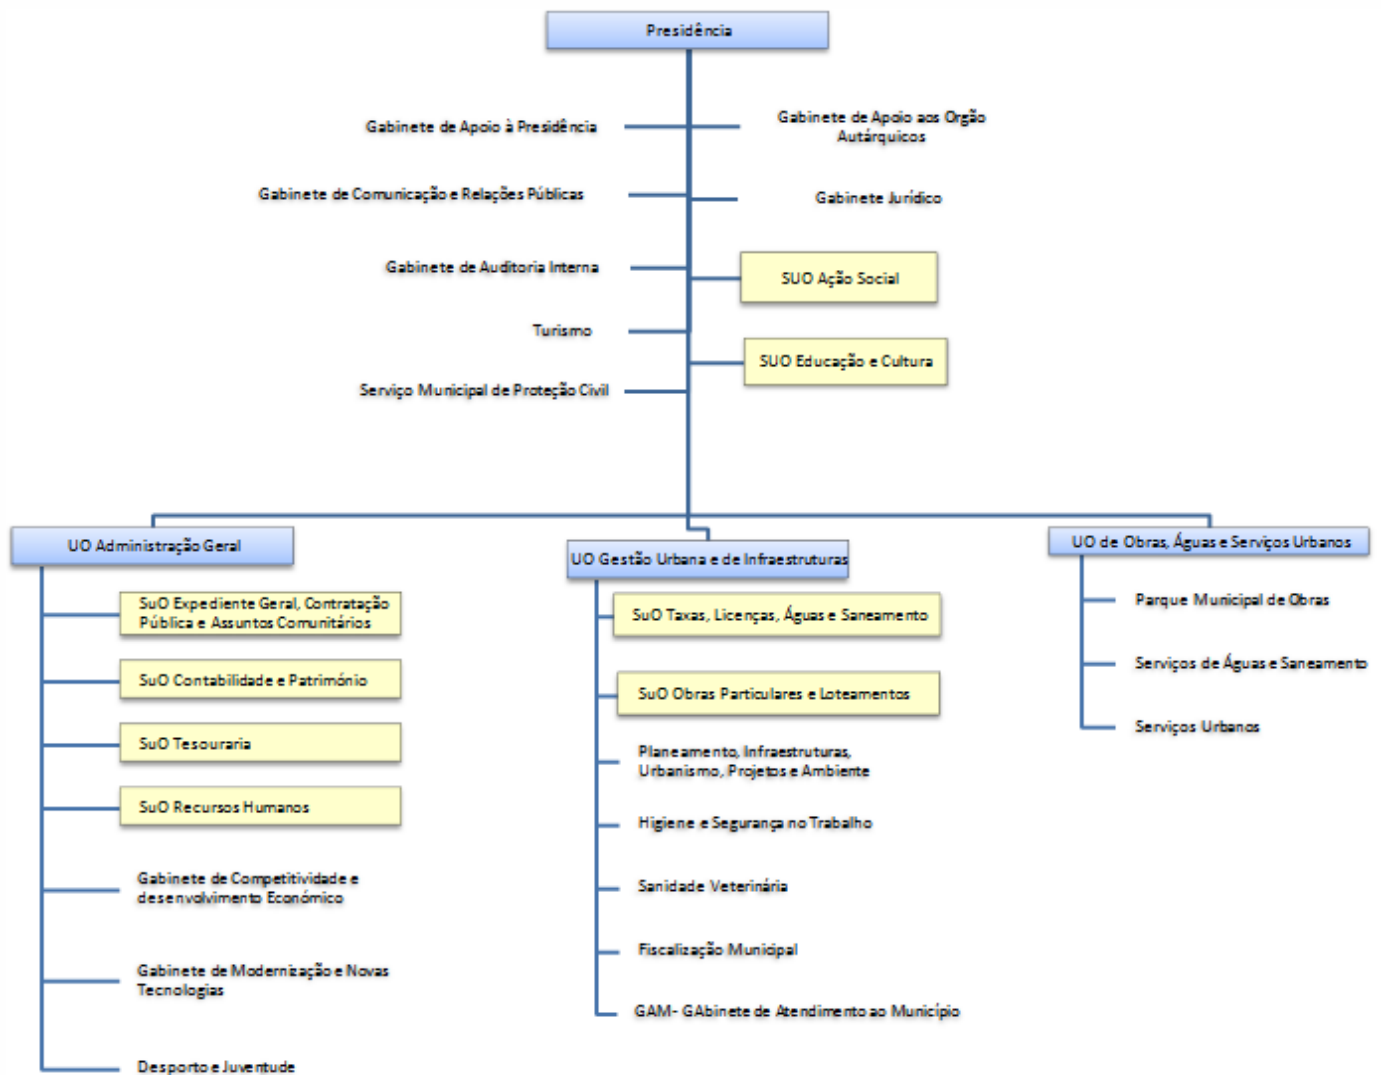 Presidência
Gabinete de Apoio à Presidência
Gabinete de Apoio aos Orgão
Autárquicos
Gabinete de Comunicação e Relações Públicas
Gabinete Jurídico
Gabinete de Auditoria Interna
SUO Ação Social
Turismo
SUO Educação e Cultura
Serviço Municipal de Proteção Civil
UO Administração Geral
SuO Expediente Geral, Contratação
Pública e Assuntos Comunitários
SuO Contabilidade e Património
SuO Tesouraria
SuO Recursos Humanos
Gabinete de Competitividade e
desenvolvimento Económico
Gabinete de Modernização e Novas
Tecnologias
Desporto e Juventude
UO Gestão Urbana e de Infraestruturas
SuO Taxas, Licenças, Águas e Saneamento
SuO Obras Particulares e Loteamentos
Planeamento, Infraestruturas,
Urbanismo, Projetos e Ambiente
Higiene e Segurança no Trabalho
Sanidade Veterinária
Fiscalização Municipal
GAM- GAbinete de Atendimento ao Município
UO de Obras, Águas e Serviços Urbanos
Parque Municipal de Obras
Serviços de Águas e Saneamento
Serviços Urbanos